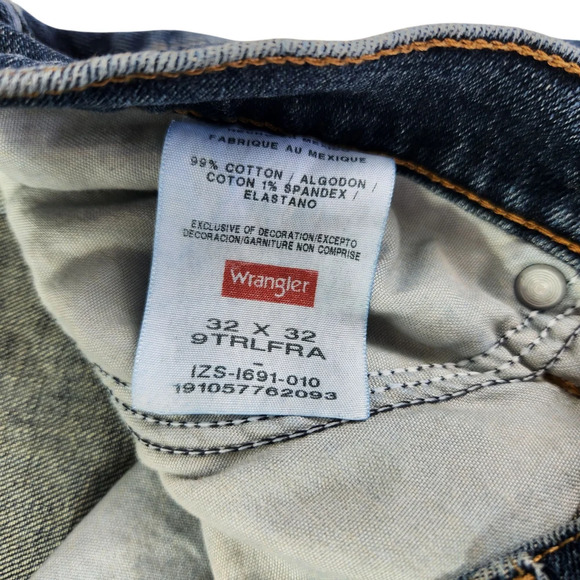 FABRIQUE AU MEXIQUE
99% COTTON / ALGODON /
COTON 1% SPANDEX /
ELASTANO
EXCLUSIVE OF DECORATION/EXCEPTO
DECORACION/GARNITURE NON COMPRISE
Wrangler
32 X 32
9TRLFRA
-
IZS-I691-010
191057762093